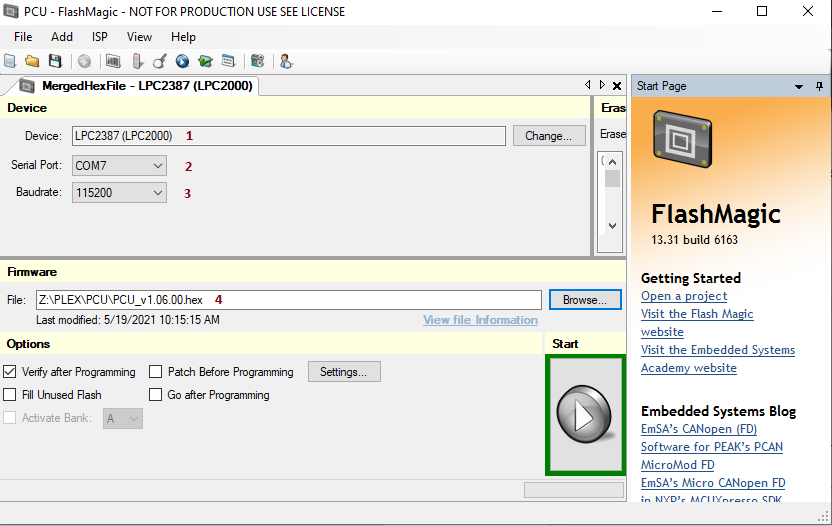 PCU - FlashMagic - NOT FOR PRODUCTION USE SEE LICENSE
File Add ISP View Help
MergedHexFile - LPC2387 (LPC2000)
Device
Device: LPC2387 (LPC2000) 1 Change...
Serial Port: COM7 2
Baudrate: 115200 3
Eras
Erase
(
Firmware
File: Z:\PLEX\PCU\PCU_v1.06.00.hex 4 Browse...
Last modified: 5/19/2021 10:15:15 AM View file Information
Options
Verify after Programming Patch Before Programming Settings...
Fill Unused Flash Go after Programming
Activate Bank: A
Start
Start Page
FlashMagic
13.31 build 6163
Getting Started
Open a project
Visit the Flash Magic
website
Visit the Embedded Systems
Academy website
Embedded Systems Blog
EmSA's CANopen (FD)
Software for PEAK's PCAN
MicroMod FD
EmSA's Micro CANopen FD
in NXP's MCUXpresso SDK